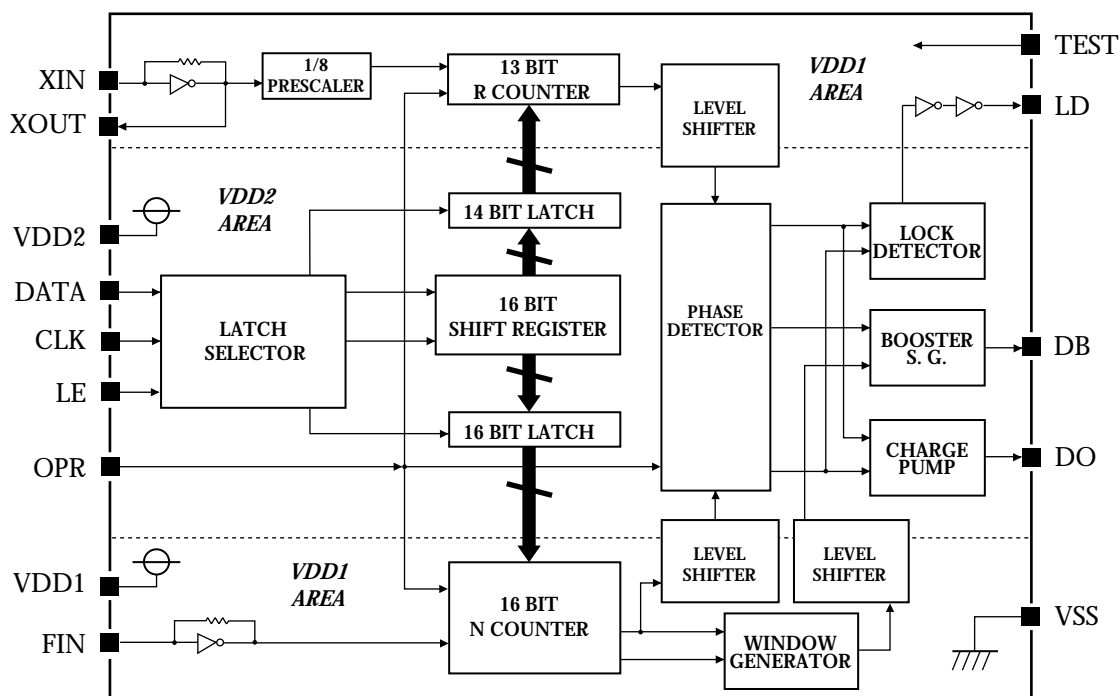 XIN
1/8
PRESCALER
13 BIT
R COUNTER
VDD1
AREA
TEST
LD
XOUT
LEVEL
SHIFTER
VDD2
AREA
14 BIT LATCH
VDD2
LOCK
DETECTOR
DATA
CLK
LE
LATCH
SELECTOR
16 BIT
SHIFT REGISTER
PHASE
DETECTOR
BOOSTER
S. G.
DB
16 BIT LATCH
OPR
CHARGE
PUMP
DO
VDD1
VDD1
AREA
LEVEL
SHIFTER
LEVEL
SHIFTER
FIN
16 BIT
N COUNTER
WINDOW
GENERATOR
VSS